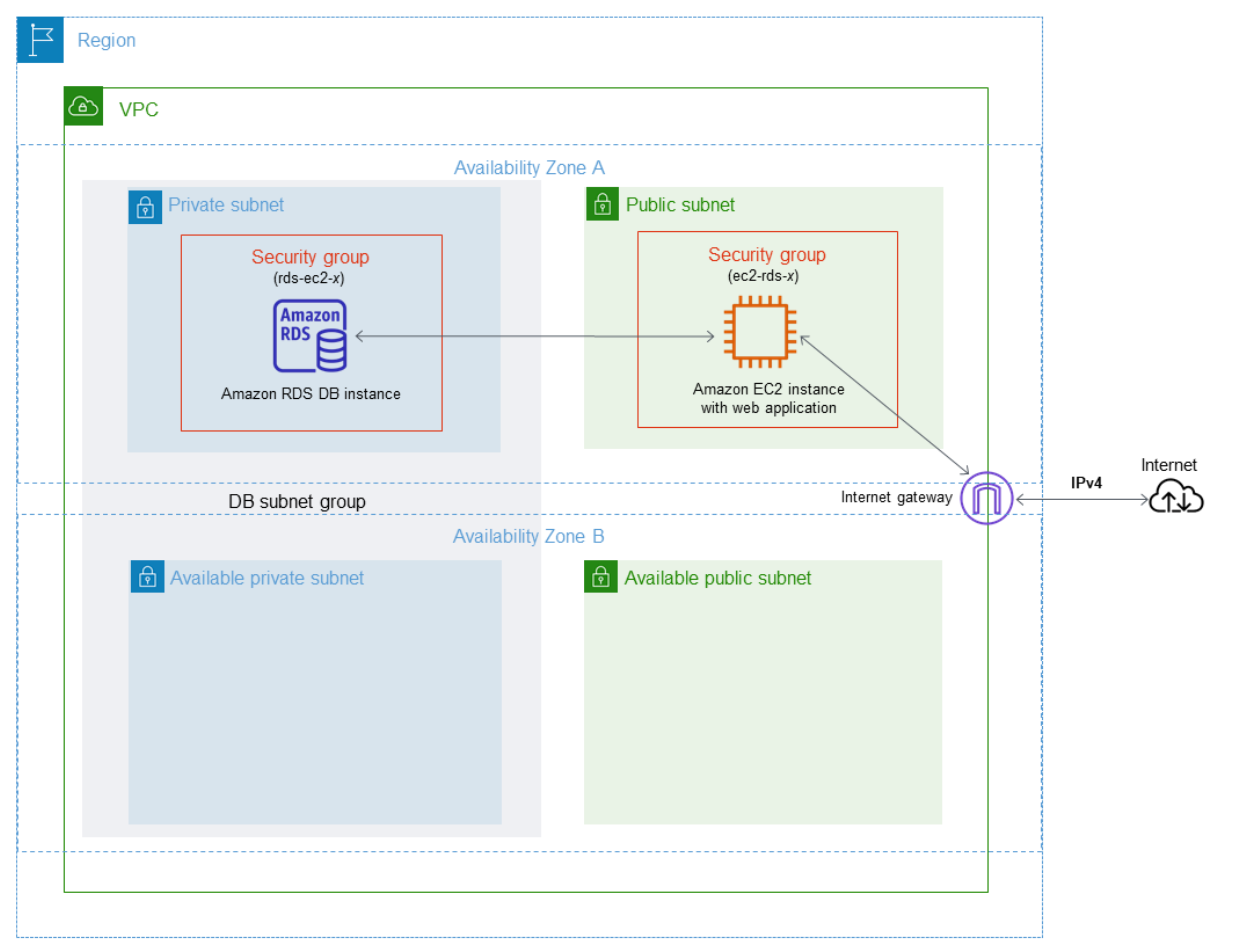 Region
VPC
Availability Zone A
Private subnet
Public subnet
Security group
(rds-ec2-x)
Amazon
RDS
Amazon RDS DB instance
Security group
(ec2-rds-x)
Amazon EC2 instance
with web application
Internet
IPv4
Internet gateway
DB subnet group
Availability Zone B
Available private subnet
Available public subnet